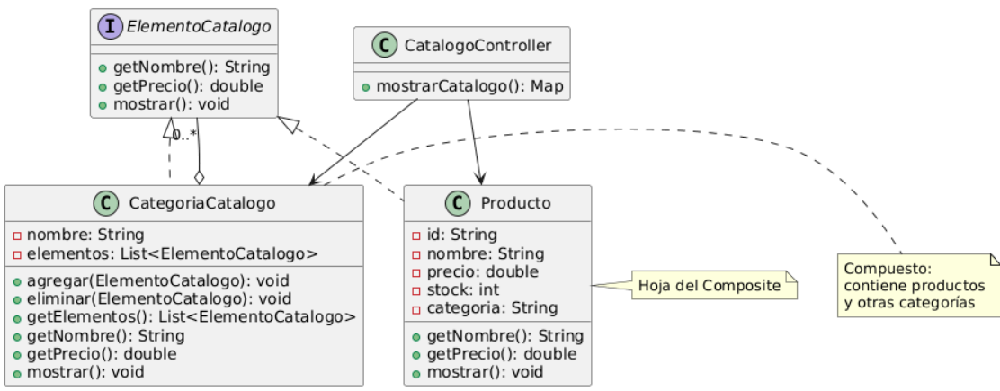 I ElementoCatalogo
getNombre(): String
getPrecio(): double
mostrar(): void
C CatalogoController
mostrarCatalogo(): Map
0..*
C CategoriaCatalogo
nombre: String
elementos: List<ElementoCatalogo>
agregar(ElementoCatalogo): void
eliminar(ElementoCatalogo): void
getElementos(): List<ElementoCatalogo>
getNombre(): String
getPrecio(): double
mostrar(): void
C Producto
id: String
nombre: String
precio: double
stock: int
categoria: String
getNombre(): String
getPrecio(): double
mostrar(): void
Hoja del Composite
Compuesto:
contiene productos
y otras categorías